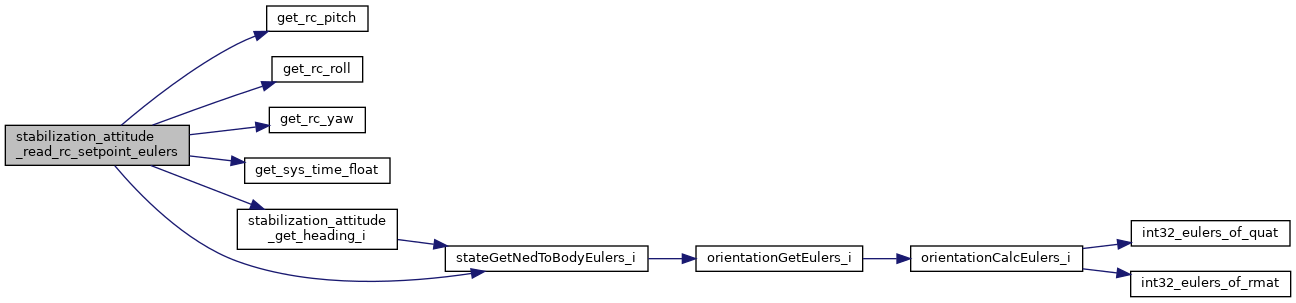 get_rc_pitch
get_rc_roll
get_rc_yaw
stabilization_attitude
_read_rc_setpoint_eulers
get_sys_time_float
stabilization_attitude
_get_heading_i
stateGetNedToBodyEulers_i
orientationGetEulers_i
orientationCalcEulers_i
int32_eulers_of_quat
int32_eulers_of_rmat